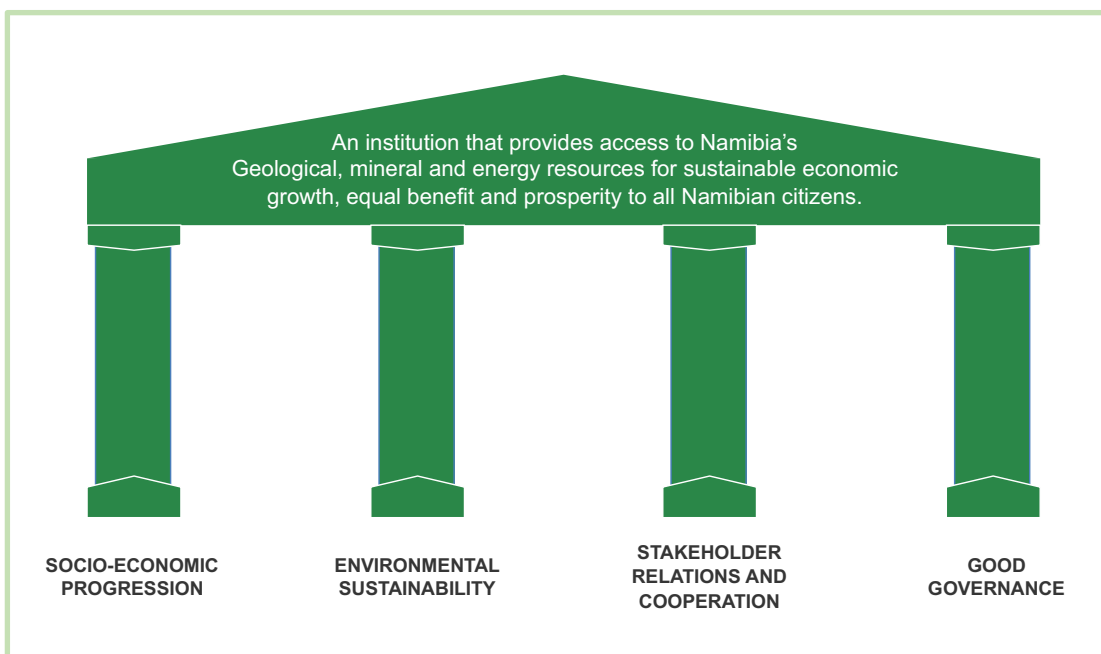 An institution that provides access to Namibia's
Geological, mineral and energy resources for sustainable economic
growth, equal benefit and prosperity to all Namibian citizens.
SOCIO-ECONOMIC
PROGRESSION
ENVIRONMENTAL
SUSTAINABILITY
STAKEHOLDER
RELATIONS AND
COOPERATION
GOOD
GOVERNANCE